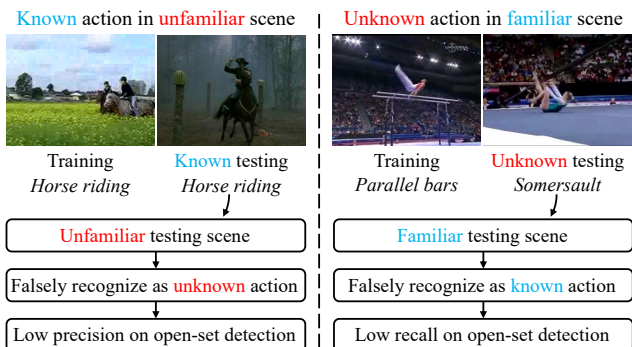 Known action in unfamiliar scene
Training
Horse riding
Known testing
Horse riding
Unfamiliar testing scene
Falsely recognize as unknown action
Low precision on open-set detection
Unknown action in familiar scene
Training
Parallel bars
Unknown testing
Somersault
Familiar testing scene
Falsely recognize as known action
Low recall on open-set detection